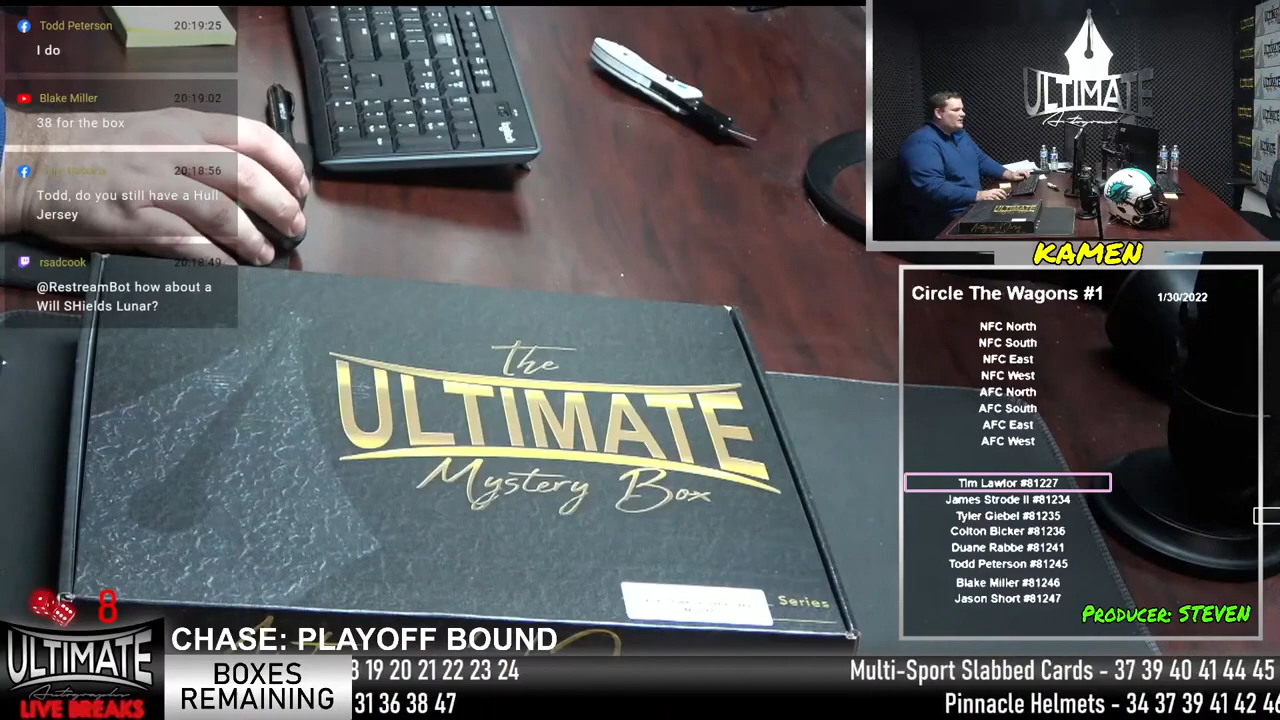 Todd Peterson 20:19:25
I do
Blake Miller 20:19:02
38 for the box
20:18:56
Todd, do you still have a Hull
Jersey
rsadcook 20:18:49
@RestreamBot how about a
Will SHields Lunar?
The
ULTIMATE
Mystery Box
Series
ULTIMATE
Autographs
ULTIMATE
KAMEN
Circle The Wagons #1 1/30/2022
NFC North
NFC South
NFC East
NFC West
AFC North
AFC South
AFC East
AFC West
Tim Lawlor #81227
James Strode II #81234
Tyler Giebel #81235
Colton Bicker #81236
Duane Rabbe #81241
Todd Peterson #81245
Blake Miller #81246
Jason Short #81247
PRODUCER: STEVEN
8
CHASE: PLAYOFF BOUND
ULTIMATE
Autographs
LIVE BREAKS
BOXES
REMAINING
8 19 20 21 22 23 24
Multi-Sport Slabbed Cards - 37 39 40 41 44 45
31 36 38 47
Pinnacle Helmets - 34 37 39 41 42 46